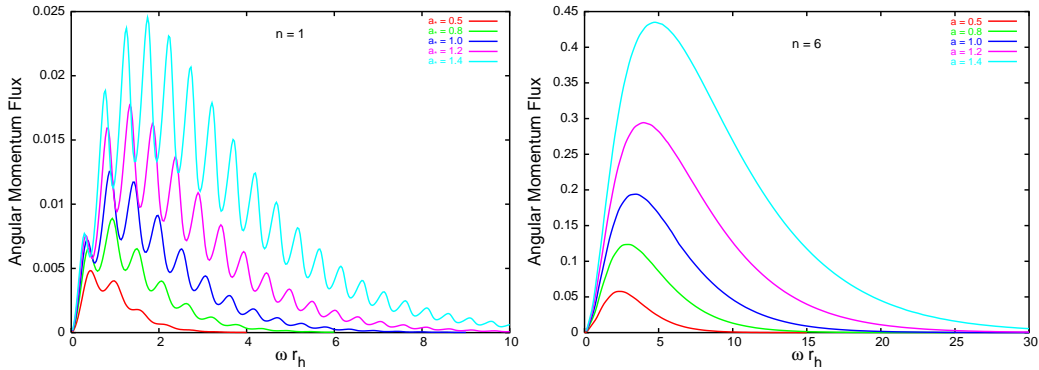 Angular Momentum Flux
0.025
0.02
0.015
0.01
0.005
0
n = 1
a* = 0.5
a* = 0.8
a* = 1.0
a* = 1.2
a* = 1.4
0 2 4 6 8 10
ω r_h
Angular Momentum Flux
0.45
0.4
0.35
0.3
0.25
0.2
0.15
0.1
0.05
0
n = 6
a = 0.5
a = 0.8
a = 1.0
a = 1.2
a = 1.4
0 5 10 15 20 25 30
ω r_h